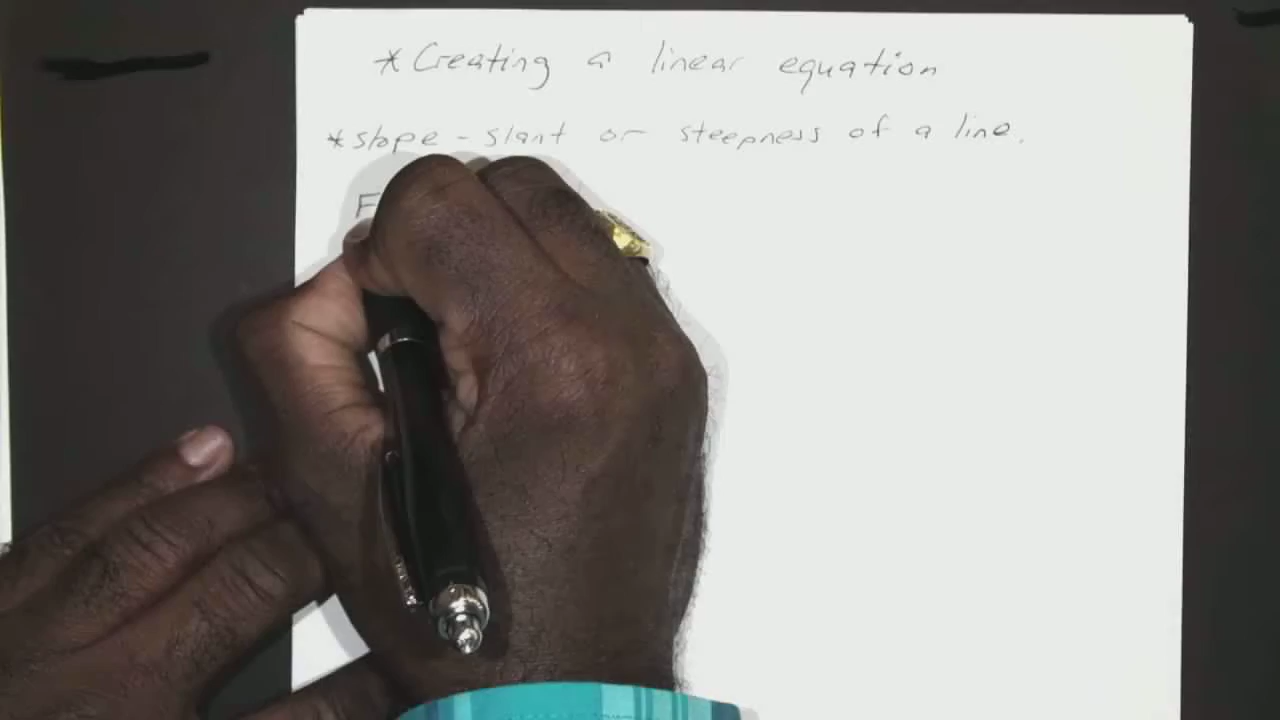 *Creating a linear equation
*slope - slant or steepness of a line.
F